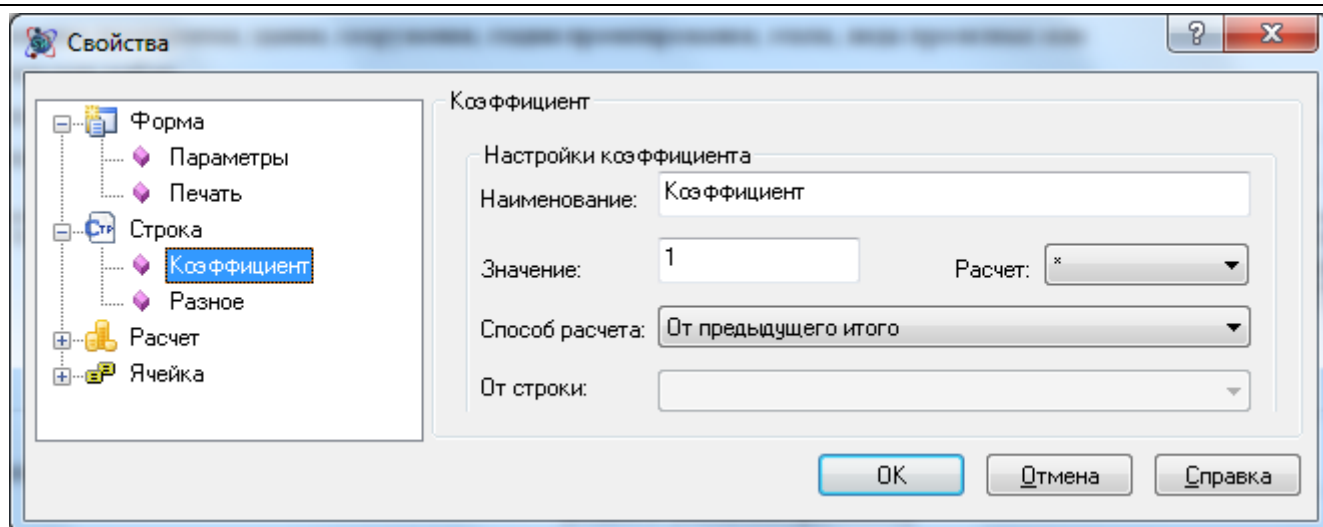 Свойства
Форма
Параметры
Печать
Стр Строка
Коэффициент
Разное
Расчет
Ячейка
Коэффициент
Настройки коэффициента
Наименование: Коэффициент
Значение: 1 Расчет: *
Способ расчета: От предыдущего итого
От строки:
OK Отмена Справка